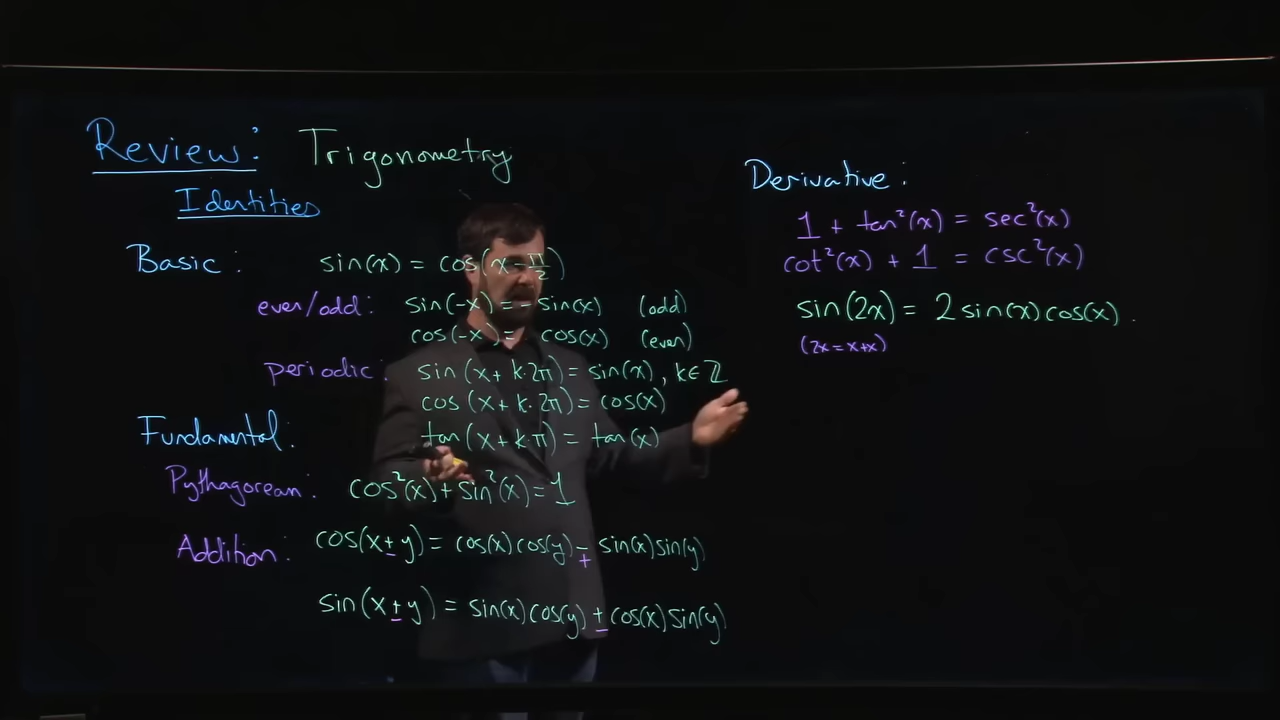 Review: Trigonometry
Identities
Basic: sin(x) = cos(x - π/2)
even/odd: sin(-x) = - sin(x) (odd)
cos(-x) = cos(x) (even)
periodic: sin(x + k·2π) = sin(x), k ∈ ℤ
cos(x + k·2π) = cos(x)
Fundamental: tan(x + k·π) = tan(x)
Pythagorean: cos²(x) + sin²(x) = 1
Addition: cos(x ± y) = cos(x)cos(y) ∓ sin(x)sin(y)
sin(x ± y) = sin(x)cos(y) ± cos(x)sin(y)
Derivative:
1 + tan²(x) = sec²(x)
cot²(x) + 1 = csc²(x)
sin(2x) = 2 sin(x) cos(x).
(2x = x+x)